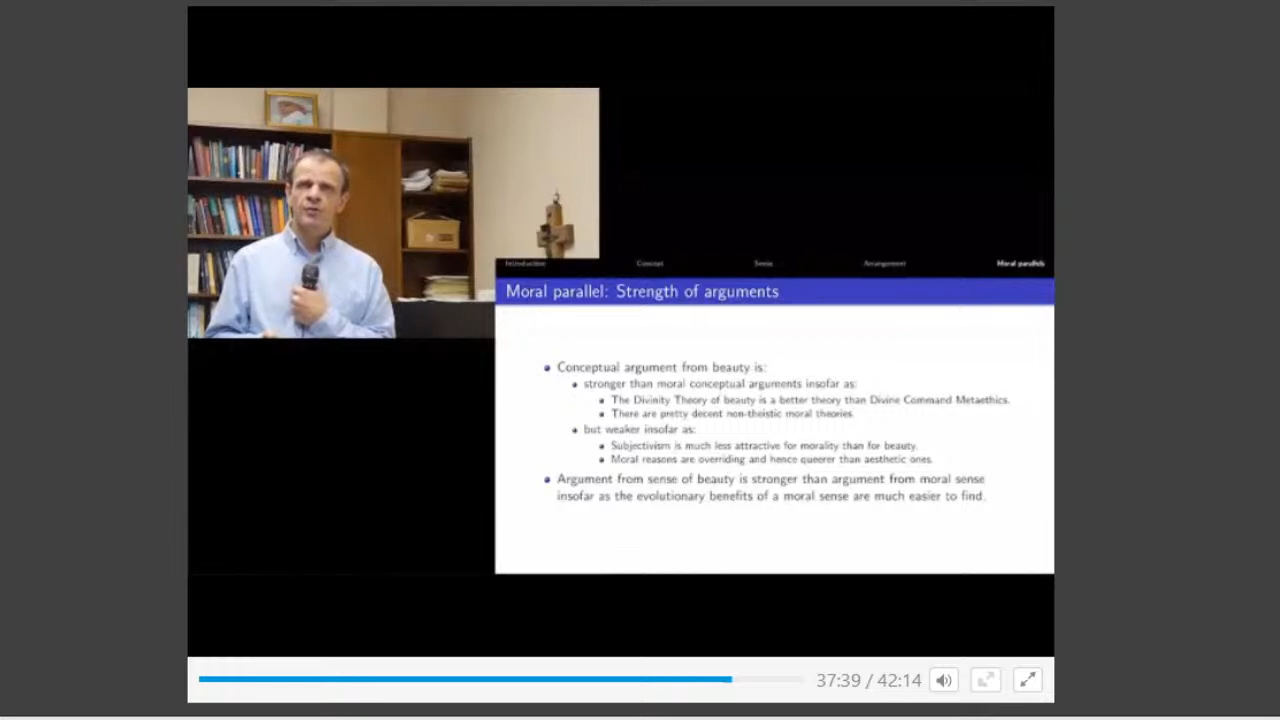 Introduction Concept Sense Arrangement Moral parallels
Moral parallel: Strength of arguments
Conceptual argument from beauty is:
stronger than moral conceptual arguments insofar as:
The Divinity Theory of beauty is a better theory than Divine Command Metaethics.
There are pretty decent non-theistic moral theories.
but weaker insofar as:
Subjectivism is much less attractive for morality than for beauty.
Moral reasons are overriding and hence queerer than aesthetic ones.
Argument from sense of beauty is stronger than argument from moral sense
insofar as the evolutionary benefits of a moral sense are much easier to find.
37:39 / 42:14